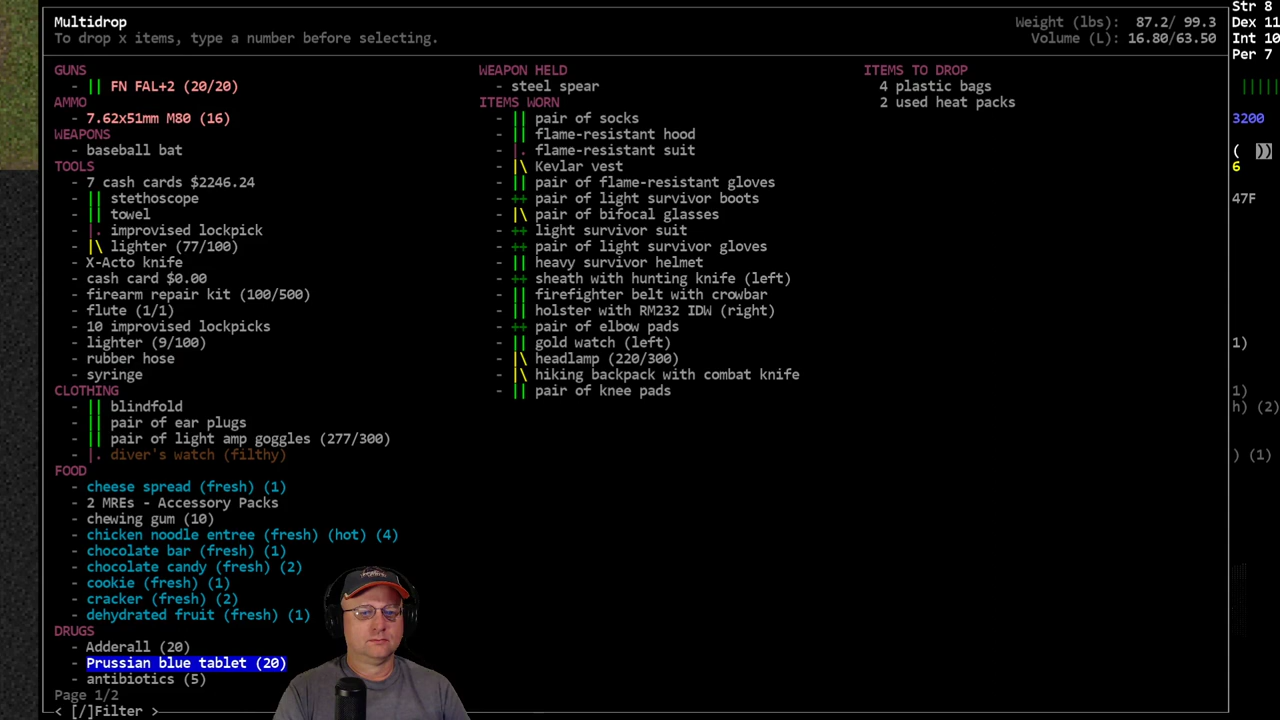 Multidrop
To drop x items, type a number before selecting.
Weight (lbs): 87.2/ 99.3
Volume (L): 16.80/63.50
GUNS
- || FN FAL+2 (20/20)
AMMO
- 7.62x51mm M80 (16)
WEAPONS
- baseball bat
TOOLS
- 7 cash cards $2246.24
- || stethoscope
- || towel
- |. improvised lockpick
- |\ lighter (77/100)
- X-Acto knife
- cash card $0.00
- firearm repair kit (100/500)
- flute (1/1)
- 10 improvised lockpicks
- lighter (9/100)
- rubber hose
- syringe
CLOTHING
- || blindfold
- || pair of ear plugs
- || pair of light amp goggles (277/300)
- |. diver's watch (filthy)
FOOD
- cheese spread (fresh) (1)
- 2 MREs - Accessory Packs
- chewing gum (10)
- chicken noodle entree (fresh) (hot) (4)
- chocolate bar (fresh) (1)
- chocolate candy (fresh) (2)
- cookie (fresh) (1)
- cracker (fresh) (2)
- dehydrated fruit (fresh) (1)
DRUGS
- Adderall (20)
- Prussian blue tablet (20)
- antibiotics (5)
Page 1/2
< [/]Filter >
WEAPON HELD
- steel spear
ITEMS WORN
- || pair of socks
- || flame-resistant hood
- |. flame-resistant suit
- |\ Kevlar vest
- || pair of flame-resistant gloves
- ++ pair of light survivor boots
- |\ pair of bifocal glasses
- ++ light survivor suit
- ++ pair of light survivor gloves
- || heavy survivor helmet
- ++ sheath with hunting knife (left)
- || firefighter belt with crowbar
- || holster with RM232 IDW (right)
- ++ pair of elbow pads
- || gold watch (left)
- |\ headlamp (220/300)
- |\ hiking backpack with combat knife
- || pair of knee pads
ITEMS TO DROP
4 plastic bags
2 used heat packs
Str 8
Dex 11
Int 10
Per 7
|||||
3200
( ))
6
47F
1)
1)
h) (2)
) (1)